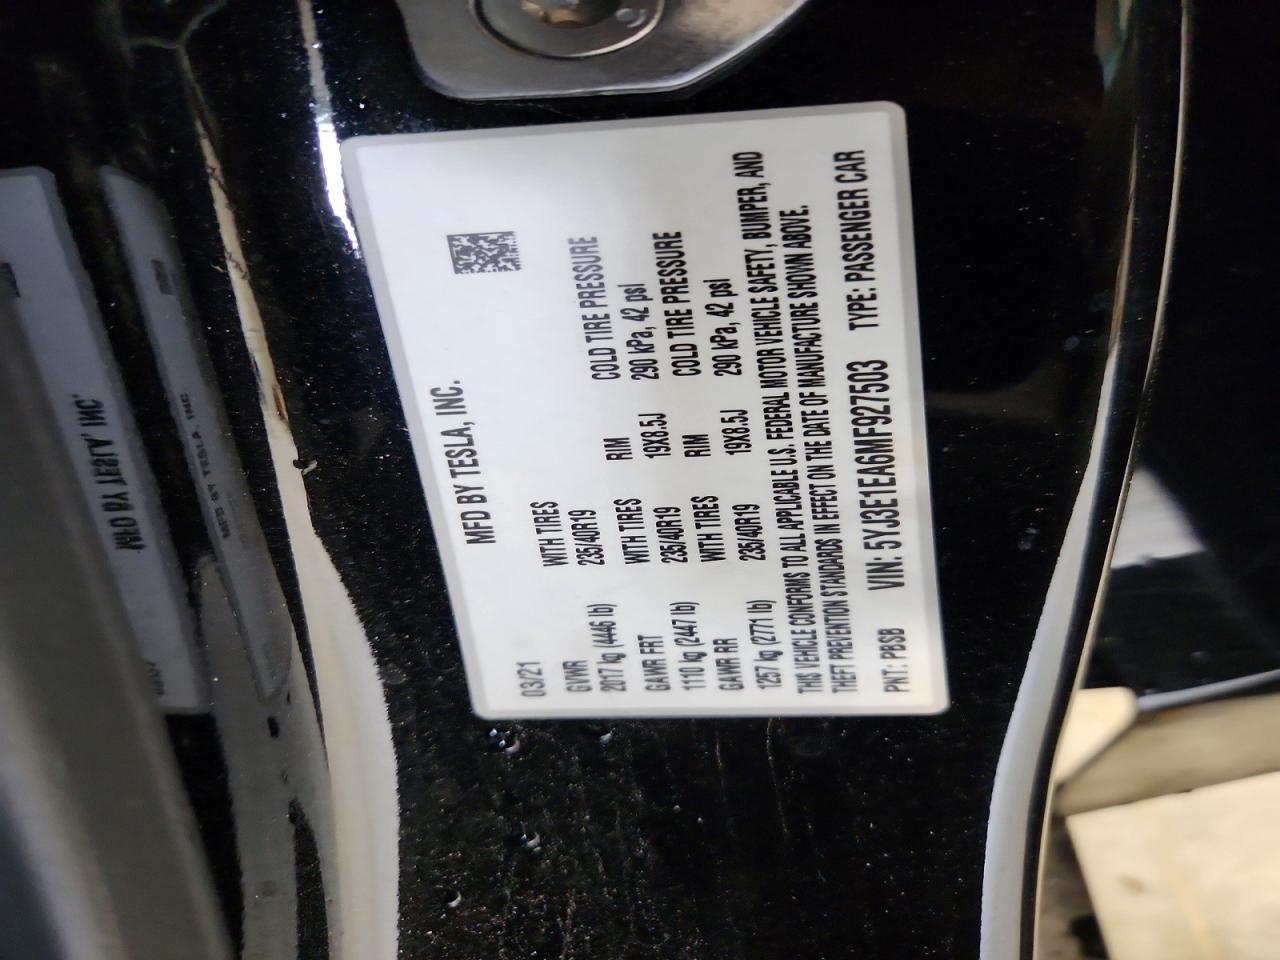 MFD BY TESLA, INC.
03/21
GVWR WITH TIRES RIM COLD TIRE PRESSURE
2017 kg (4446 lb) 235/40R19 19X8.5J 290 kPa, 42 psi
GAWR FRT WITH TIRES RIM COLD TIRE PRESSURE
1110 kg (2447 lb) 235/40R19 19X8.5J 290 kPa, 42 psi
GAWR RR WITH TIRES
1257 kg (2771 lb) 235/40R19
THIS VEHICLE CONFORMS TO ALL APPLICABLE U.S. FEDERAL MOTOR VEHICLE SAFETY, BUMPER, AND
THEFT PREVENTION STANDARDS IN EFFECT ON THE DATE OF MANUFACTURE SHOWN ABOVE.
PNT: PBSB VIN: 5YJ3E1EA6MF927503 TYPE: PASSENGER CAR
MFD BY TESLA, INC.
MFD BY TESLA, INC